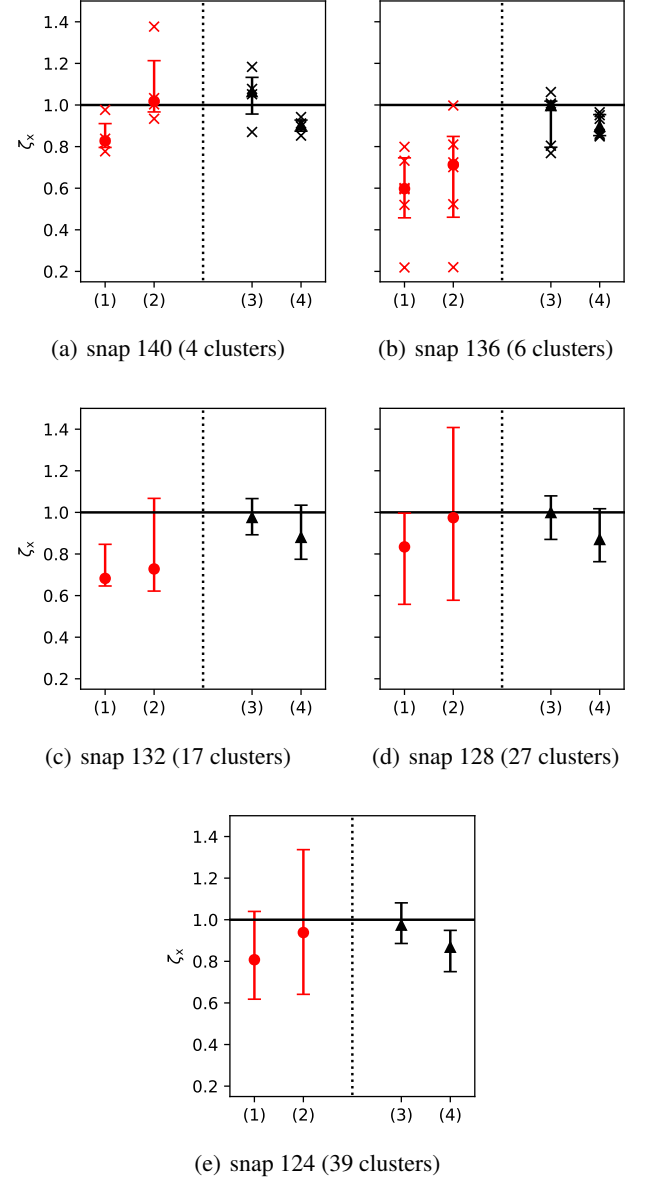 1.4
1.2
1.0
0.8
0.6
0.4
0.2
ζx
(1) (2) (3) (4)
(1) (2) (3) (4)
(a) snap 140 (4 clusters)
(b) snap 136 (6 clusters)
1.4
1.2
1.0
0.8
0.6
0.4
0.2
ζx
(1) (2) (3) (4)
(1) (2) (3) (4)
(c) snap 132 (17 clusters)
(d) snap 128 (27 clusters)
1.4
1.2
1.0
0.8
0.6
0.4
0.2
ζx
(1) (2) (3) (4)
(e) snap 124 (39 clusters)